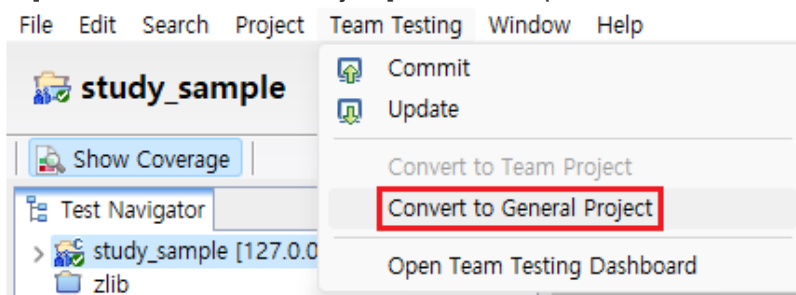 File Edit Search Project Team Testing Window Help
study_sample
Commit
Update
Show Coverage
Convert to Team Project
Test Navigator
Convert to General Project
study_sample [127.0.0
zlib
Open Team Testing Dashboard